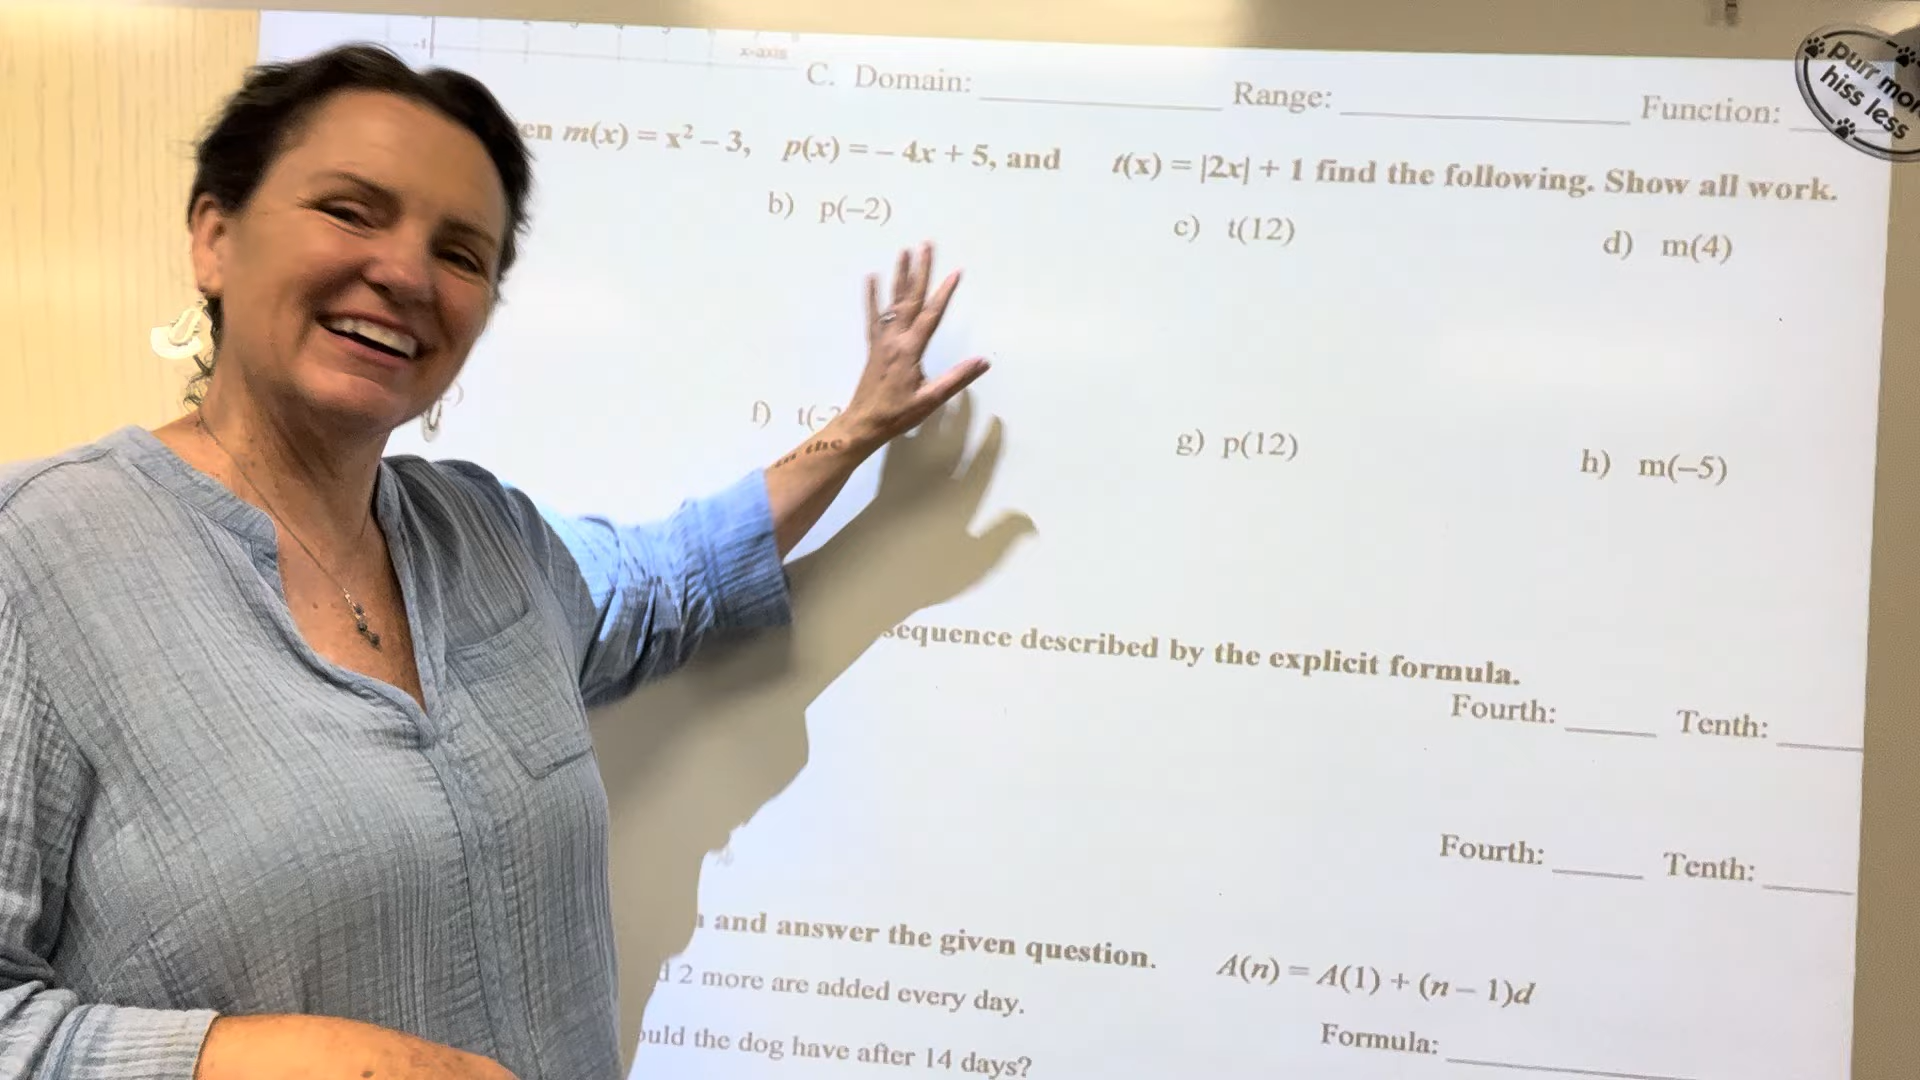 x-axis
C. Domain: Range: Function:
m(x) = x² – 3, p(x) = – 4x + 5, and t(x) = |2x| + 1 find the following. Show all work.
b) p(–2) c) t(12) d) m(4)
f) t(- g) p(12) h) m(–5)
sequence described by the explicit formula.
Fourth: Tenth:
Fourth: Tenth:
and answer the given question. A(n) = A(1) + (n – 1)d
2 more are added every day.
the dog have after 14 days? Formula:
purr more
hiss less
in the